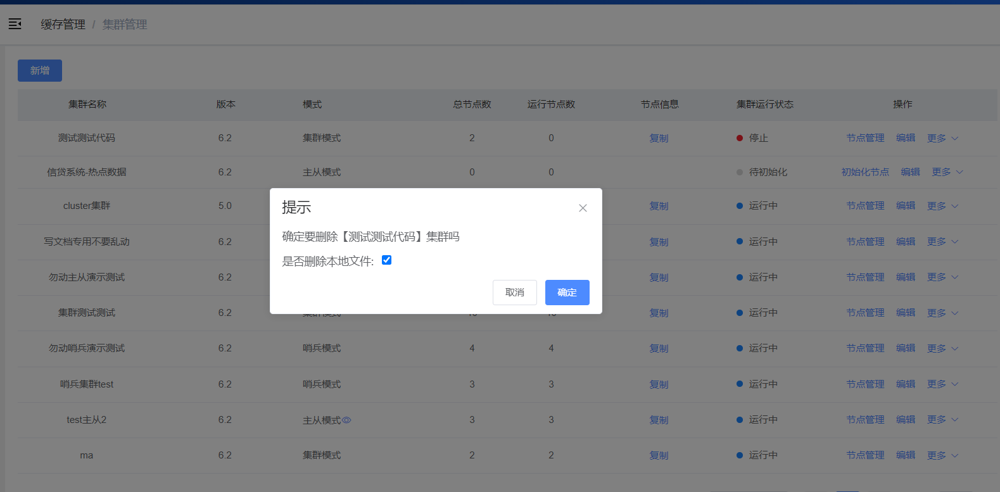 缓存管理 / 集群管理
新增
集群名称 版本 模式 总节点数 运行节点数 节点信息 集群运行状态 操作
测试测试代码 6.2 集群模式 2 0 复制 停止 节点管理 编辑 更多
信贷系统-热点数据 6.2 主从模式 0 0 待初始化 初始化节点 编辑 更多
cluster集群 5.0 复制 运行中 节点管理 编辑 更多
提示
确定要删除【测试测试代码】集群吗
是否删除本地文件:
取消 确定
写文档专用不要乱动 6.2 复制 运行中 节点管理 编辑 更多
勿动主从演示测试 6.2 复制 运行中 节点管理 编辑 更多
集群测试测试 6.2 集群模式 复制 运行中 节点管理 编辑 更多
勿动哨兵演示测试 6.2 哨兵模式 4 4 复制 运行中 节点管理 编辑 更多
哨兵集群test 6.2 哨兵模式 3 3 复制 运行中 节点管理 编辑 更多
test主从2 6.2 主从模式 3 3 复制 运行中 节点管理 编辑 更多
ma 6.2 集群模式 2 2 复制 运行中 节点管理 编辑 更多